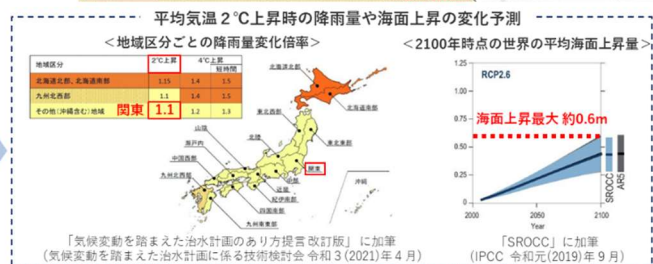 平均気温2℃上昇時の降雨量や海面上昇の変化予測
<地域区分ごとの降雨量変化倍率>
地域区分 2℃上昇 4℃上昇
短時間
北海道北部、北海道南部 1.15 1.4 1.5
九州北西部 1.1 1.4 1.5
その他(沖縄含む)地域 関東 1.1 1.2 1.3
北海道北部
北海道南部
東北西部
東北東部
北陸
山陰
瀬戸内
中国西部
九州北西部
関東
中部
近畿
紀伊南部
四国南部
九州南東部
沖縄
「気候変動を踏まえた治水計画のあり方提言 改訂版」に加筆
(気候変動を踏まえた治水計画に係る技術検討会 令和3(2021)年4月)
<2100年時点の世界の平均海面上昇量>
1.25
RCP2.6
1.00
海面上昇最大 約0.6m
0.75
0.50
0.25
0
2000 2050 2100
Year
SROCC
AR5
「SROCC」に加筆
(IPCC 令和元(2019)年9月)